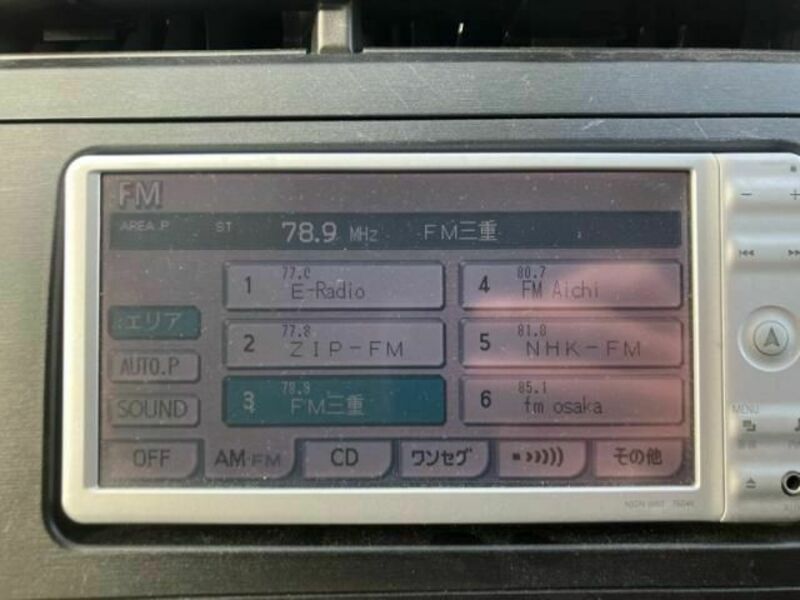 FM
AREA P ST 78.9 MHz FM三重
1 77.0 E-Radio
4 80.7 FM Aichi
エリア
2 77.8 ZIP-FM
5 81.8 NHK-FM
AUTO.P
3 78.9 FM三重
6 85.1 fm osaka
SOUND
OFF AM·FM CD ワンセグ その他
MENU